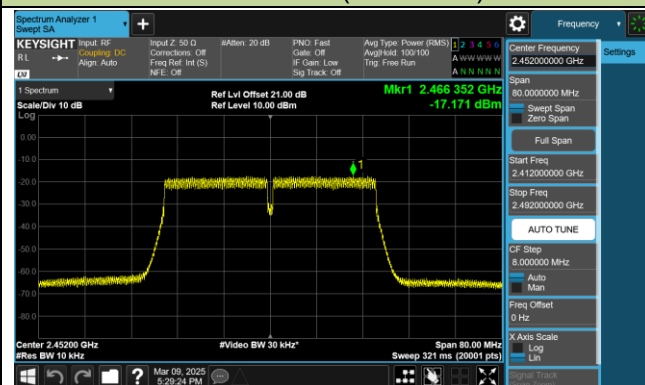 Spectrum Analyzer 1
Swept SA
Frequency
KEYSIGHT
Input: RF
Coupling: DC
Align: Auto
Input Z: 50 Ω
Corrections: Off
Freq Ref: Int (S)
NFE: Off
#Atten: 20 dB
PNO: Fast
Gate: Off
IF Gain: Low
Sig Track: Off
Avg Type: Power (RMS)
Avg|Hold: 100/100
Trig: Free Run
1 2 3 4 5 6
A W W W W W
A N N N N N
RL
LXI
1 Spectrum
Scale/Div 10 dB
Log
Ref Lvl Offset 21.00 dB
Ref Level 10.00 dBm
Mkr1 2.466 352 GHz
-17.171 dBm
0.00
-10.0
1
-20.0
-30.0
-40.0
-50.0
-60.0
-70.0
-80.0
Center 2.45200 GHz
#Video BW 30 kHz*
Span 80.00 MHz
#Res BW 10 kHz
Sweep 321 ms (20001 pts)
Mar 09, 2025
5:29:24 PM
Center Frequency
2.452000000 GHz
Settings
Span
80.0000000 MHz
Swept Span
Zero Span
Full Span
Start Freq
2.412000000 GHz
Stop Freq
2.492000000 GHz
AUTO TUNE
CF Step
8.000000 MHz
Auto
Man
Freq Offset
0 Hz
X Axis Scale
Log
Lin
Signal Track